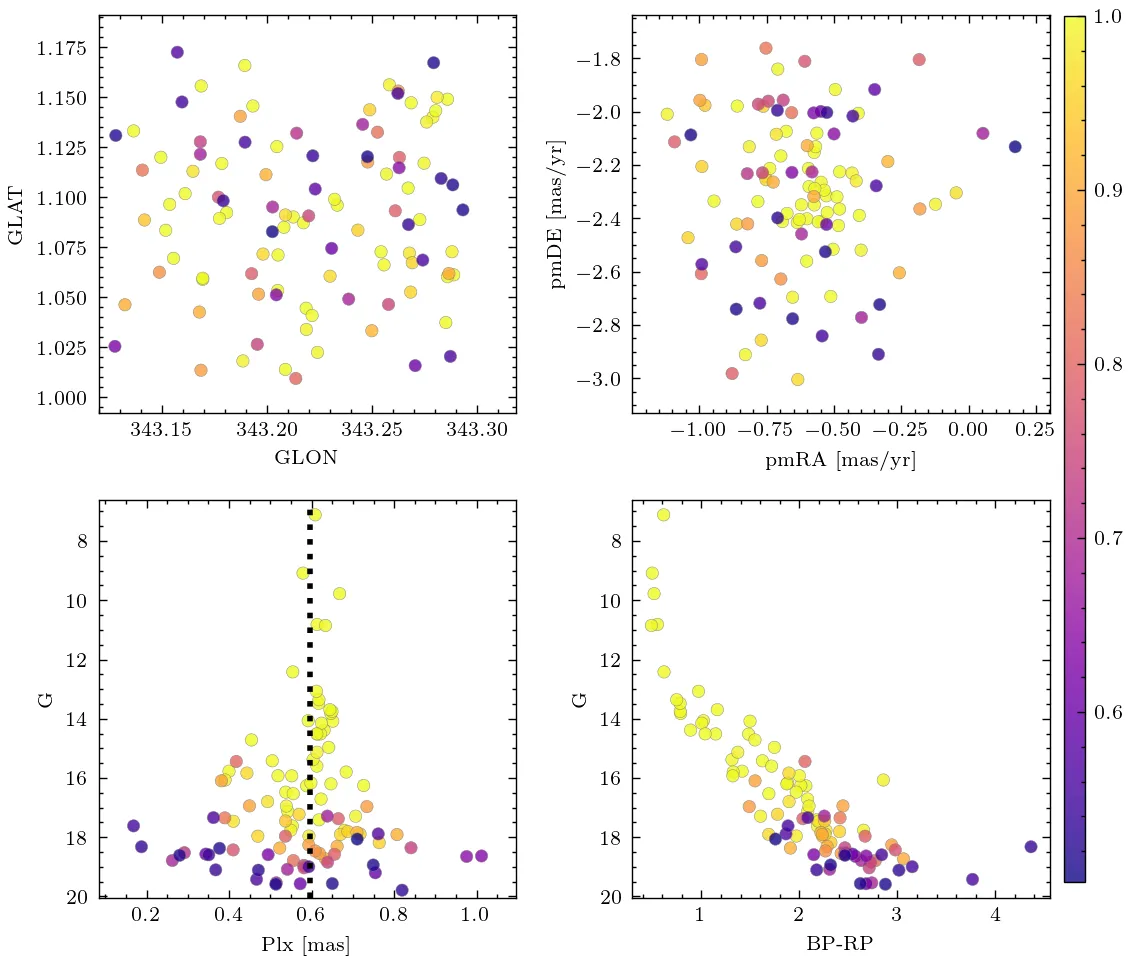 1.175
1.150
1.125
1.100
1.075
1.050
1.025
1.000
GLAT
343.15 343.20 343.25 343.30
GLON
−1.8
−2.0
−2.2
−2.4
−2.6
−2.8
−3.0
pmDE [mas/yr]
−1.00 −0.75 −0.50 −0.25 0.00 0.25
pmRA [mas/yr]
1.0
0.9
0.8
0.7
0.6
8
10
12
14
16
18
20
G
0.2 0.4 0.6 0.8 1.0
Plx [mas]
8
10
12
14
16
18
20
G
1 2 3 4
BP-RP